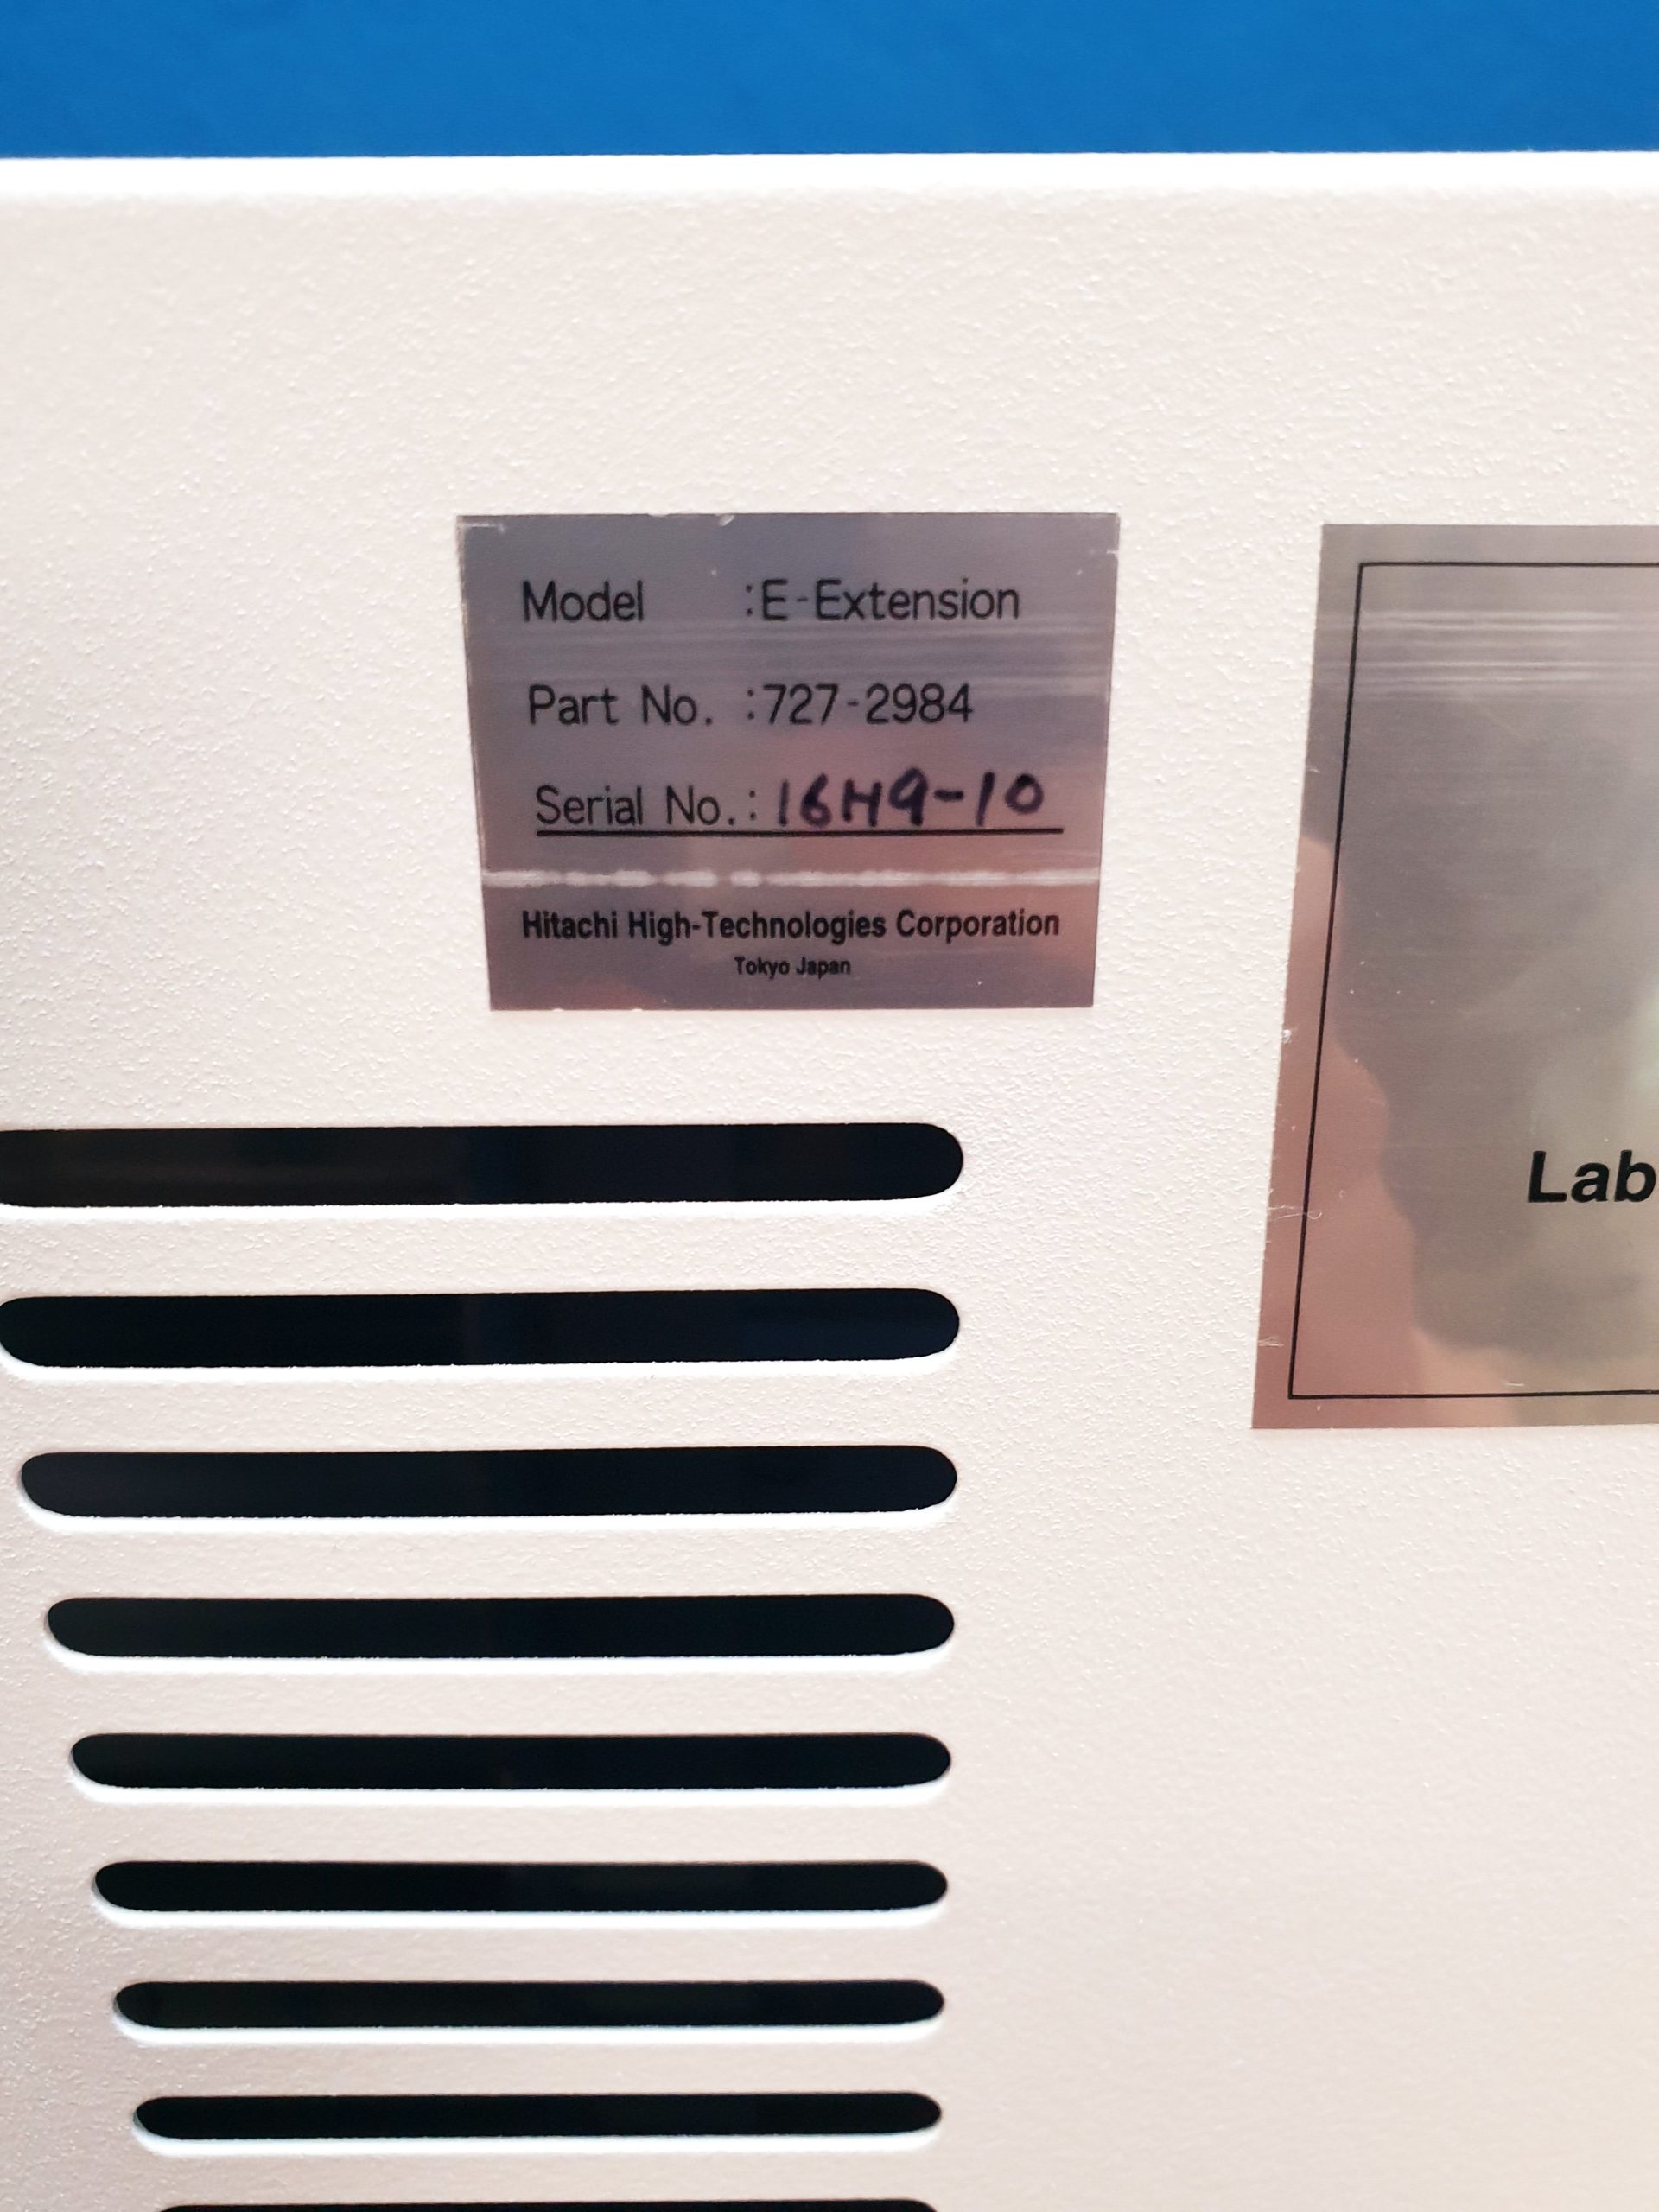 Model :E-Extension
Part No. :727-2984
Serial No.: 16H9-10
Hitachi High-Technologies Corporation
Tokyo Japan
Lab